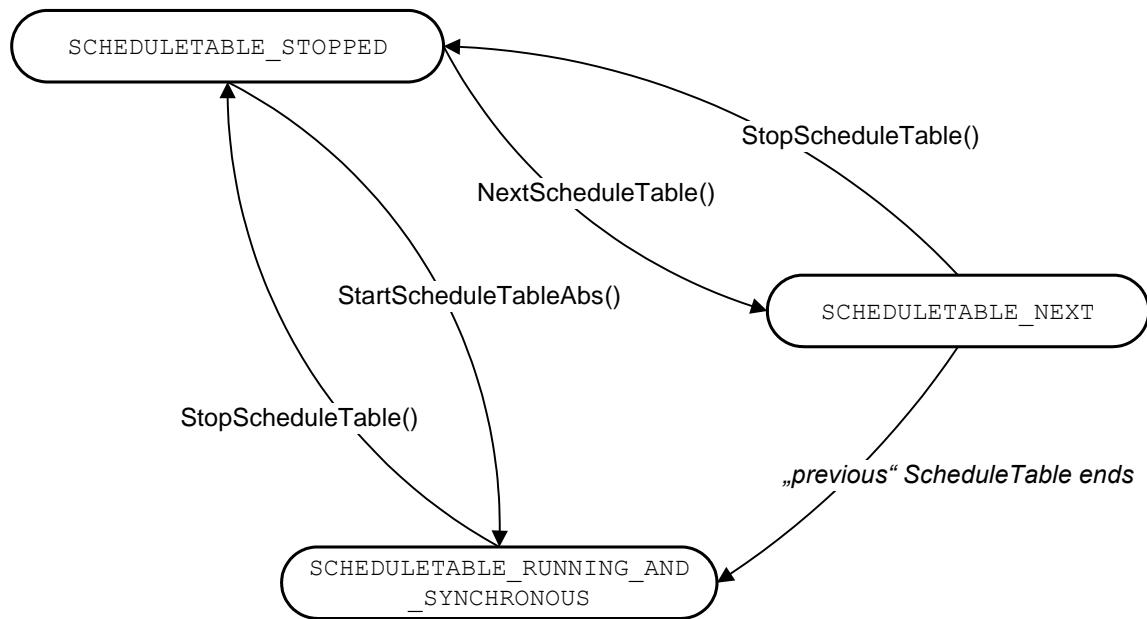 SCHEDULETABLE_STOPPED
StopScheduleTable()
NextScheduleTable()
StartScheduleTableAbs()
SCHEDULETABLE_NEXT
StopScheduleTable()
„previous“ ScheduleTable ends
SCHEDULETABLE_RUNNING_AND
_SYNCHRONOUS